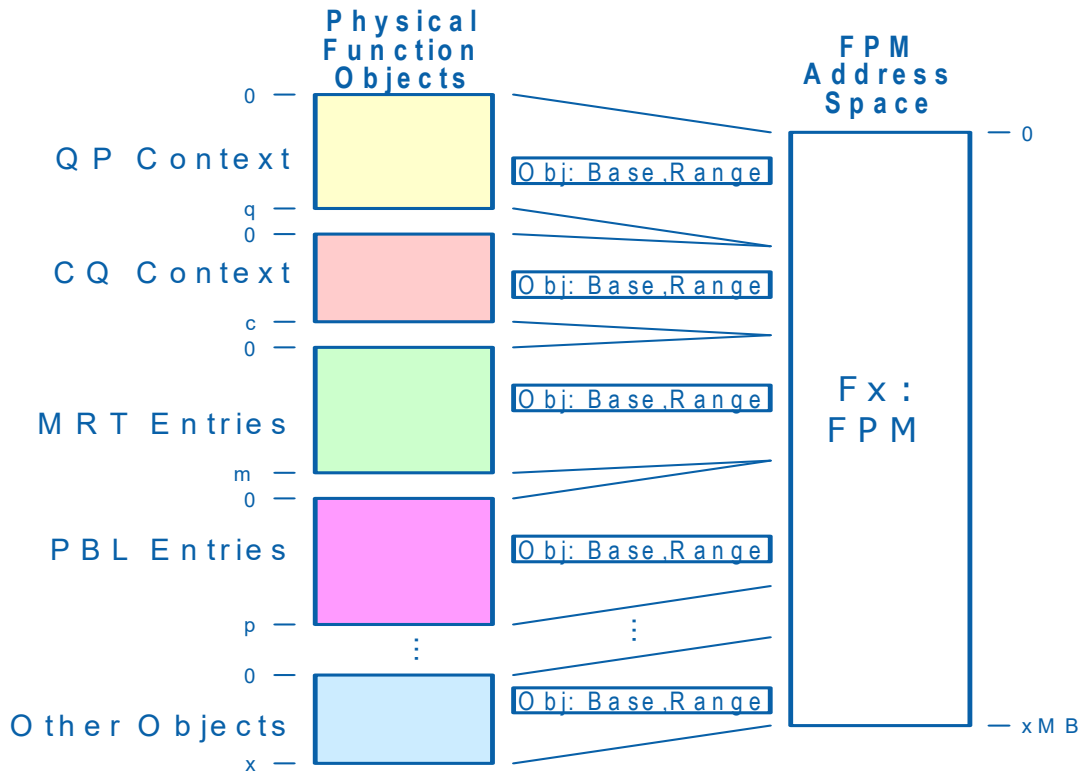 Physical
Function
Objects
FPM
Address
Space
0
0
QP Context
Obj: Base,Range
q
0
CQ Context
Obj: Base,Range
c
0
Fx:
FPM
MRT Entries
Obj: Base,Range
m
0
PBL Entries
Obj: Base,Range
p
⋮
⋮
0
Other Objects
Obj: Base,Range
xMB
x